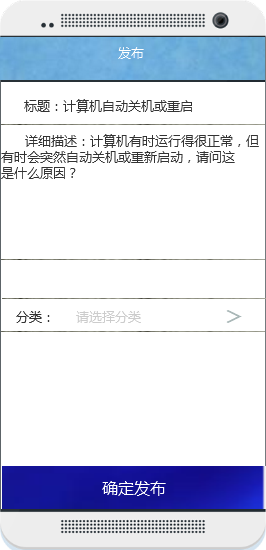 发布
标题：计算机自动关机或重启
详细描述：计算机有时运行得很正常，但
有时会突然自动关机或重新启动，请问这
是什么原因？
分类： 请选择分类 >
确定发布